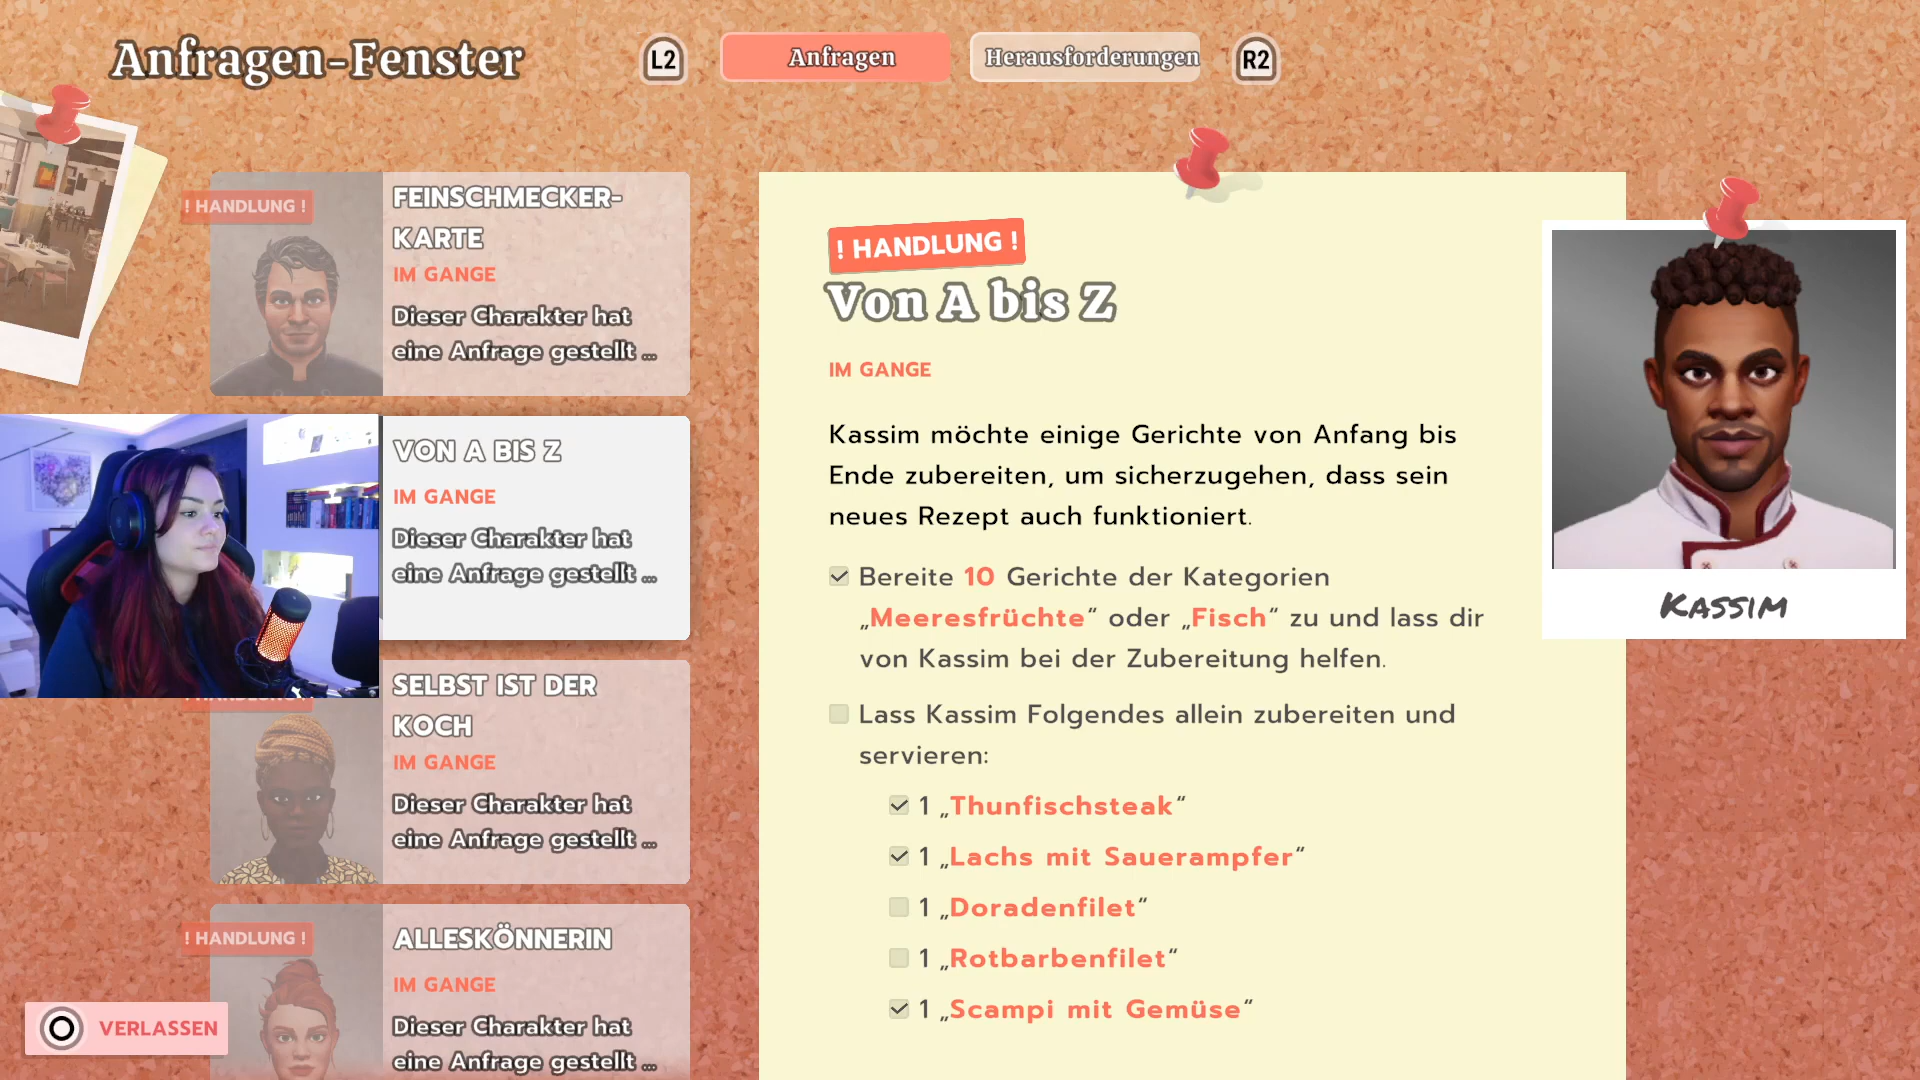 Anfragen-Fenster
L2
Anfragen
Herausforderungen
R2
! HANDLUNG !
FEINSCHMECKER-
KARTE
IM GANGE
Dieser Charakter hat
eine Anfrage gestellt ...
VON A BIS Z
IM GANGE
Dieser Charakter hat
eine Anfrage gestellt ...
SELBST IST DER
KOCH
IM GANGE
Dieser Charakter hat
eine Anfrage gestellt ...
! HANDLUNG !
ALLESKÖNNERIN
IM GANGE
Dieser Charakter hat
eine Anfrage gestellt ...
VERLASSEN
! HANDLUNG !
Von A bis Z
IM GANGE
Kassim möchte einige Gerichte von Anfang bis
Ende zubereiten, um sicherzugehen, dass sein
neues Rezept auch funktioniert.
Bereite 10 Gerichte der Kategorien
„Meeresfrüchte“ oder „Fisch“ zu und lass dir
von Kassim bei der Zubereitung helfen.
Lass Kassim Folgendes allein zubereiten und
servieren:
1 „Thunfischsteak“
1 „Lachs mit Sauerampfer“
1 „Doradenfilet“
1 „Rotbarbenfilet“
1 „Scampi mit Gemüse“
KASSIM